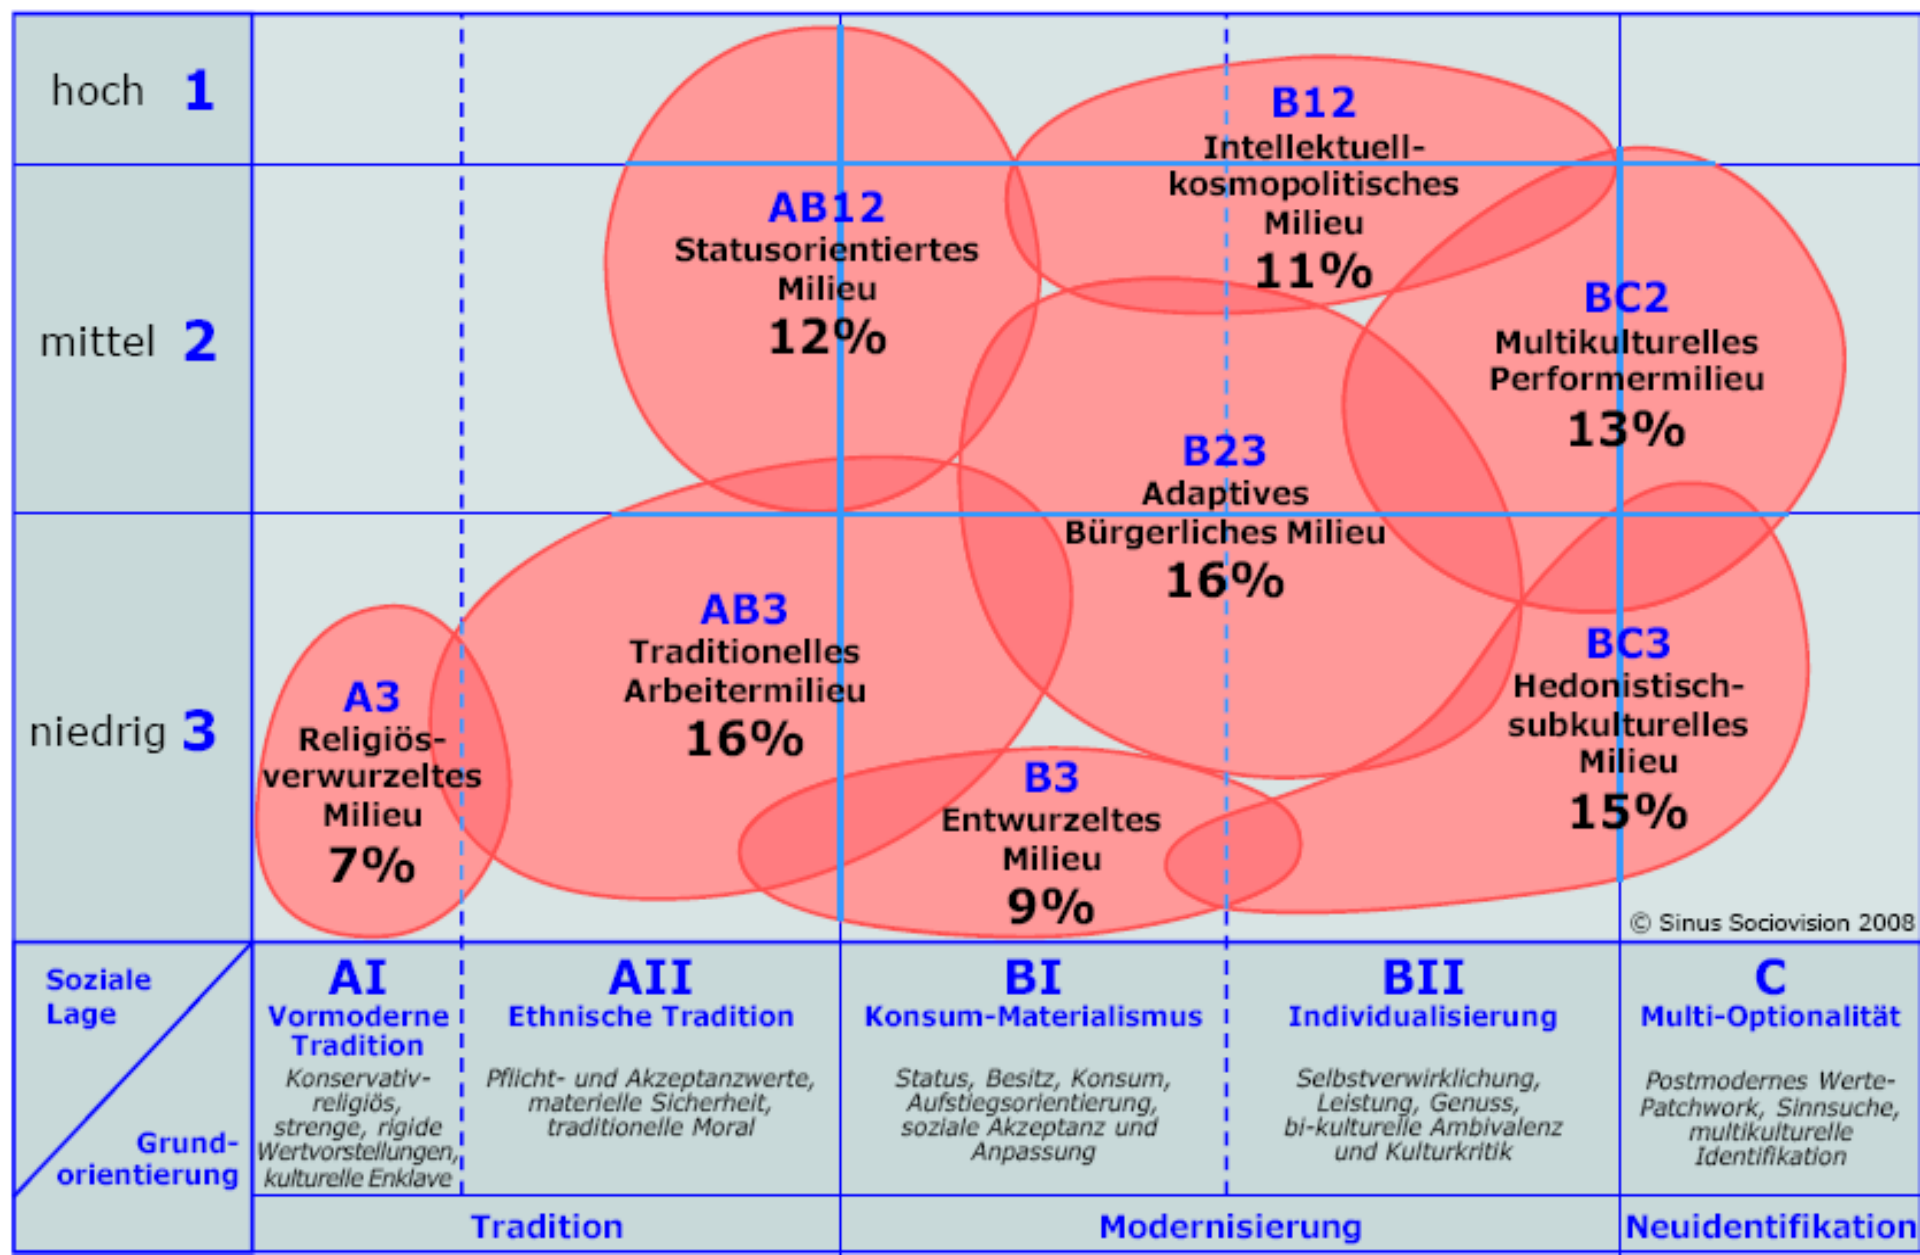 hoch 1
mittel 2
niedrig 3
AB12
Statusorientiertes
Milieu
12%
B12
Intellektuell-
kosmopolitisches
Milieu
11%
BC2
Multikulturelles
Performermilieu
13%
B23
Adaptives
Bürgerliches Milieu
16%
AB3
Traditionelles
Arbeitermilieu
16%
A3
Religiös-
verwurzeltes
Milieu
7%
B3
Entwurzeltes
Milieu
9%
BC3
Hedonistisch-
subkulturelles
Milieu
15%
© Sinus Sociovision 2008
Soziale
Lage
Grund-
orientierung
AI
Vormoderne
Tradition
Konservativ-
religiös,
strenge, rigide
Wertvorstellungen,
kulturelle Enklave
AII
Ethnische Tradition
Pflicht- und Akzeptanzwerte,
materielle Sicherheit,
traditionelle Moral
BI
Konsum-Materialismus
Status, Besitz, Konsum,
Aufstiegsorientierung,
soziale Akzeptanz und
Anpassung
BII
Individualisierung
Selbstverwirklichung,
Leistung, Genuss,
bi-kulturelle Ambivalenz
und Kulturkritik
C
Multi-Optionalität
Postmodernes Werte-
Patchwork, Sinnsuche,
multikulturelle
Identifikation
Tradition
Modernisierung
Neuidentifikation